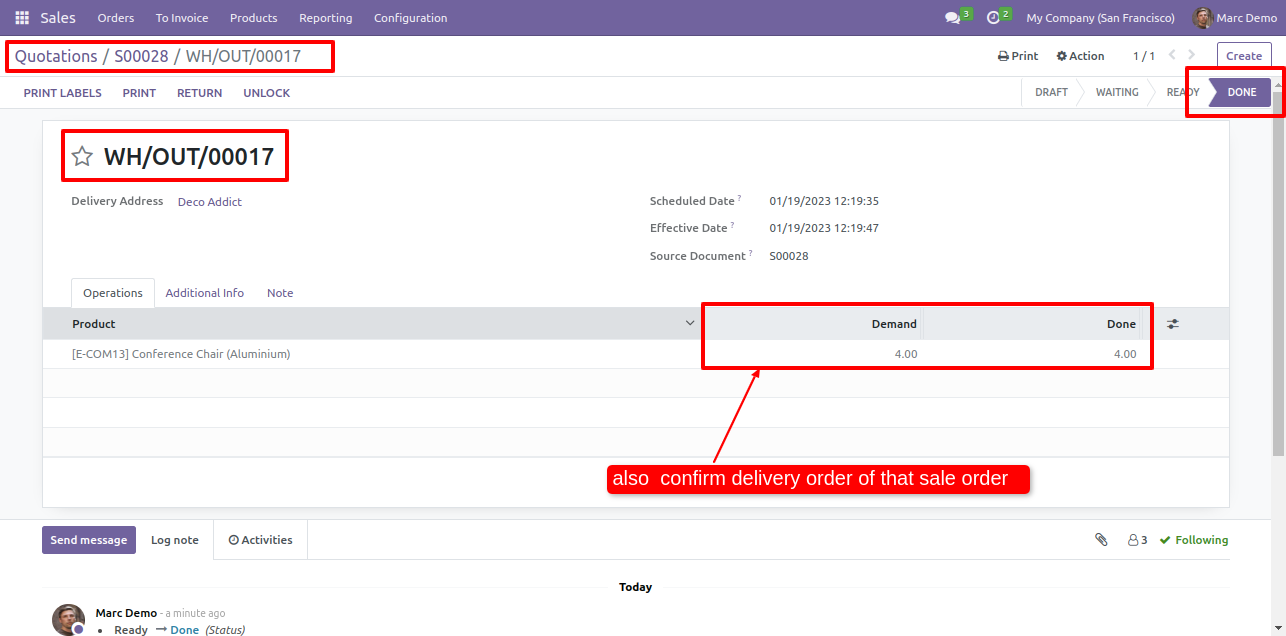 Sales Orders To Invoice Products Reporting Configuration 3 2 My Company (San Francisco) Marc Demo
Quotations / S00028 / WH/OUT/00017 Print Action 1 / 1 Create
PRINT LABELS PRINT RETURN UNLOCK DRAFT WAITING READY DONE
WH/OUT/00017
Delivery Address Deco Addict Scheduled Date ? 01/19/2023 12:19:35
Effective Date ? 01/19/2023 12:19:47
Source Document ? S00028
Operations Additional Info Note
Product Demand Done
[E-COM13] Conference Chair (Aluminium) 4.00 4.00
also confirm delivery order of that sale order
Send message Log note Activities 3 Following
Today
Marc Demo - a minute ago
• Ready → Done (Status)